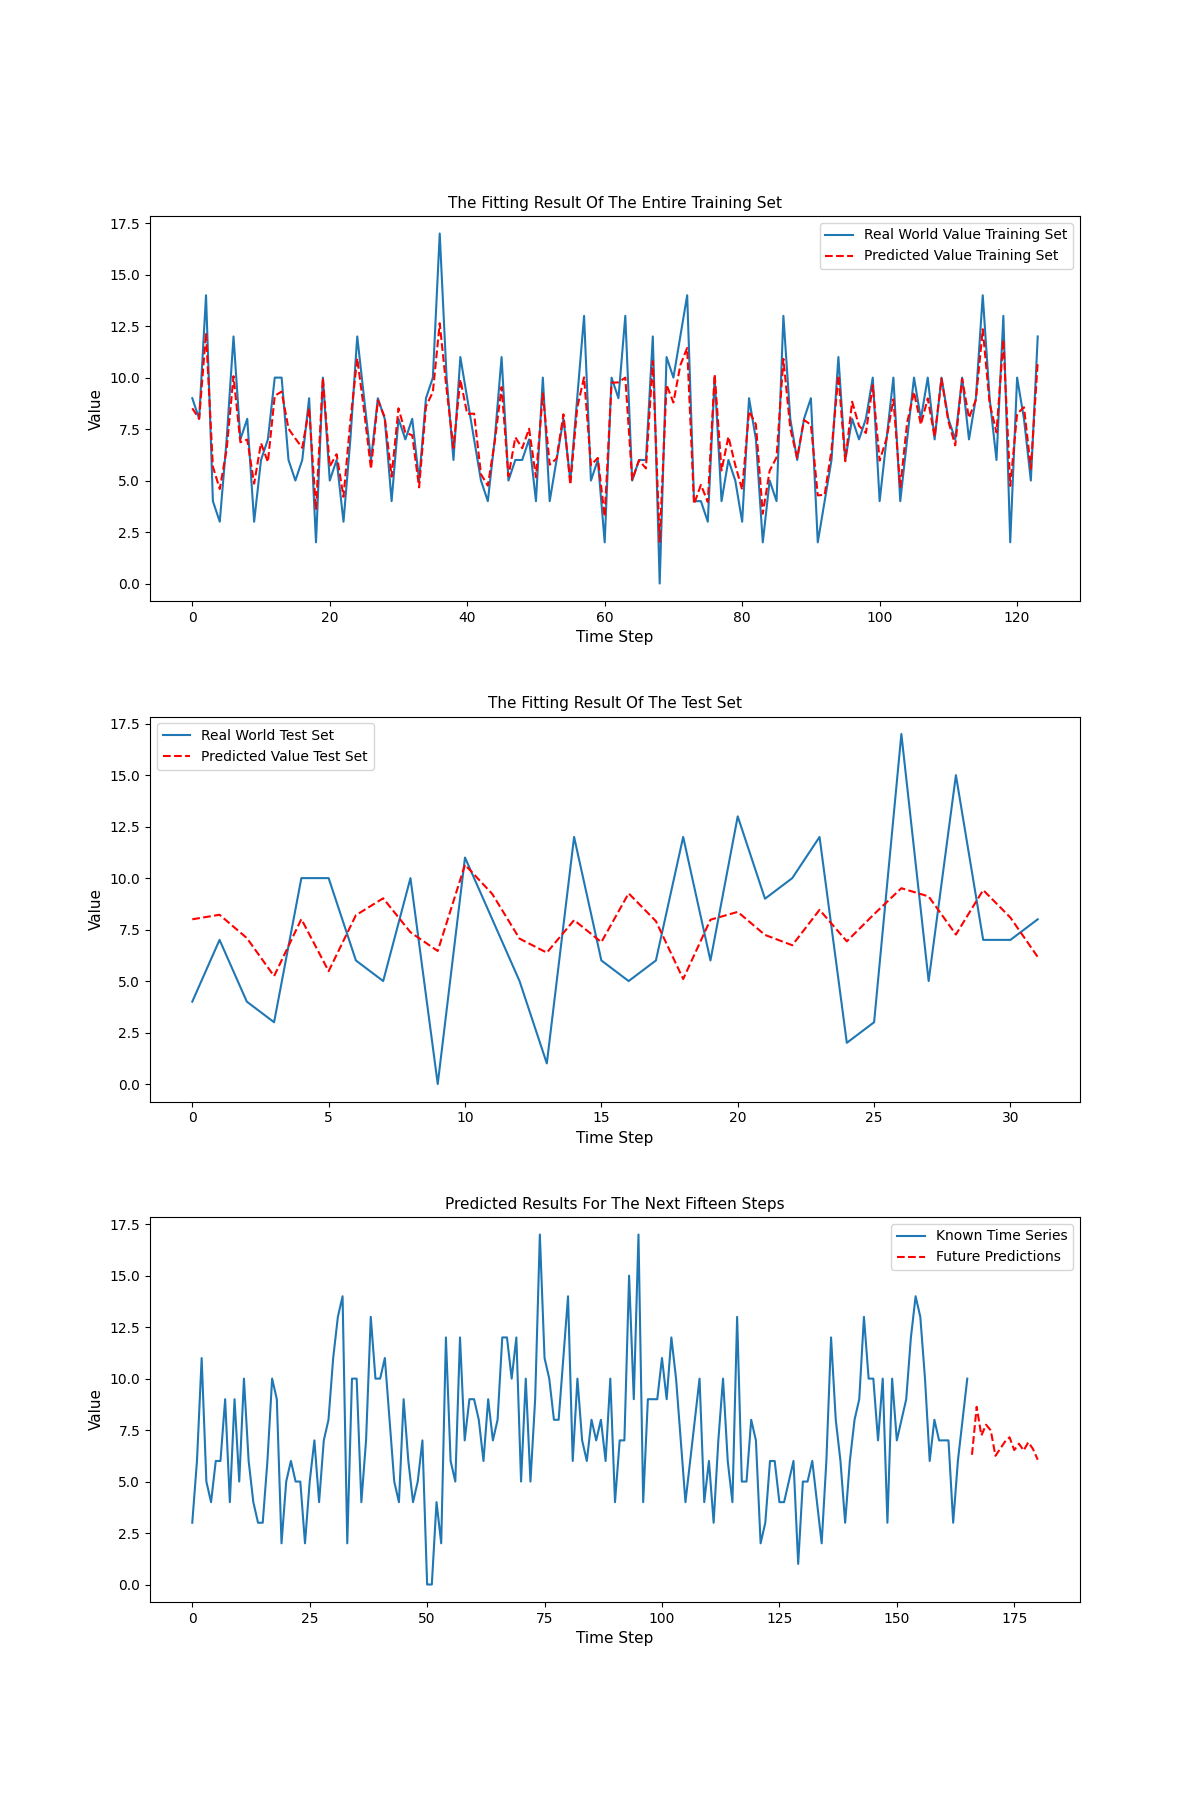 The Fitting Result Of The Entire Training Set
17.5
15.0
12.5
10.0
7.5
5.0
2.5
0.0
Value
Real World Value Training Set
Predicted Value Training Set
0 20 40 60 80 100 120
Time Step
The Fitting Result Of The Test Set
17.5
15.0
12.5
10.0
7.5
5.0
2.5
0.0
Value
Real World Test Set
Predicted Value Test Set
0 5 10 15 20 25 30
Time Step
Predicted Results For The Next Fifteen Steps
17.5
15.0
12.5
10.0
7.5
5.0
2.5
0.0
Value
Known Time Series
Future Predictions
0 25 50 75 100 125 150 175
Time Step